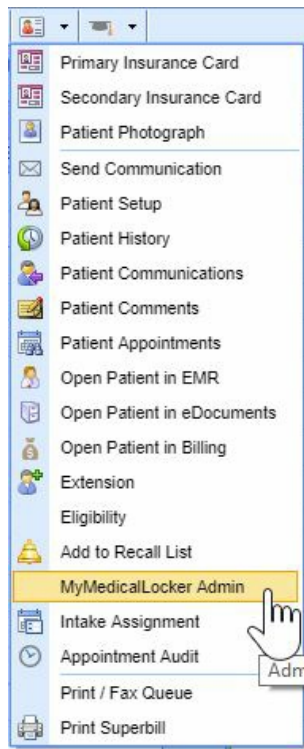 Primary Insurance Card
Secondary Insurance Card
Patient Photograph
Send Communication
Patient Setup
Patient History
Patient Communications
Patient Comments
Patient Appointments
Open Patient in EMR
Open Patient in eDocuments
Open Patient in Billing
Extension
Eligibility
Add to Recall List
MyMedicalLocker Admin
Intake Assignment
Appointment Audit
Adm
Print / Fax Queue
Print Superbill